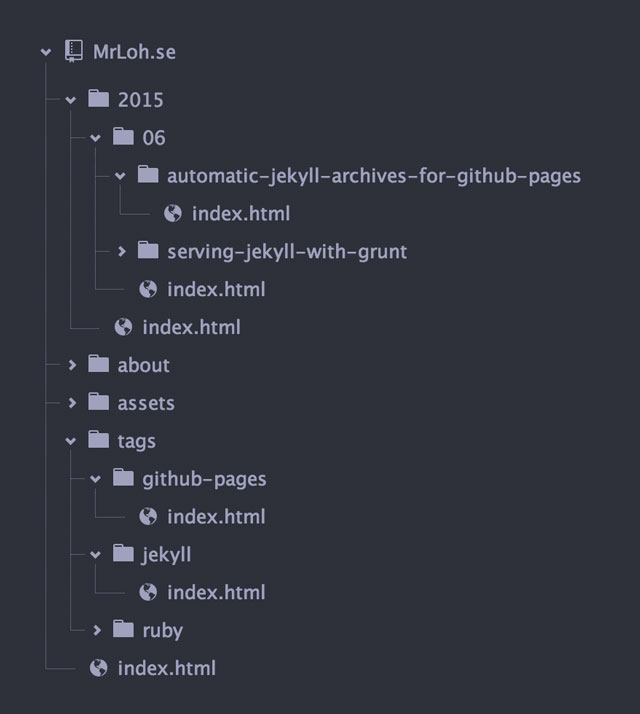 MrLoh.se
2015
06
automatic-jekyll-archives-for-github-pages
index.html
serving-jekyll-with-grunt
index.html
index.html
about
assets
tags
github-pages
index.html
jekyll
index.html
ruby
index.html